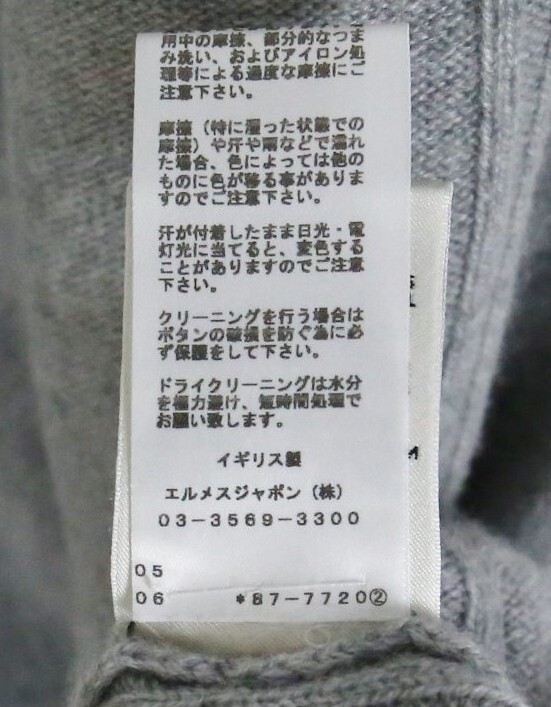 用中の摩擦、部分的なつま
み洗い、およびアイロン処
理等による過度な摩擦にご
注意下さい。
摩擦（特に湿った状態での
摩擦）や汗や雨などで濡れ
た場合、色によっては他の
ものに色が移る事がありま
すのでご注意下さい。
汗が付着したまま日光・電
灯光に当てると、変色する
ことがありますのでご注意
下さい。
クリーニングを行う場合は
ボタンの破損を防ぐ為に必
ず保護をして下さい。
ドライクリーニングは水分
を極力避け、短時間処理で
お願い致します。
イギリス製
エルメスジャポン（株）
03-3569-3300
05
06 *87-7720②